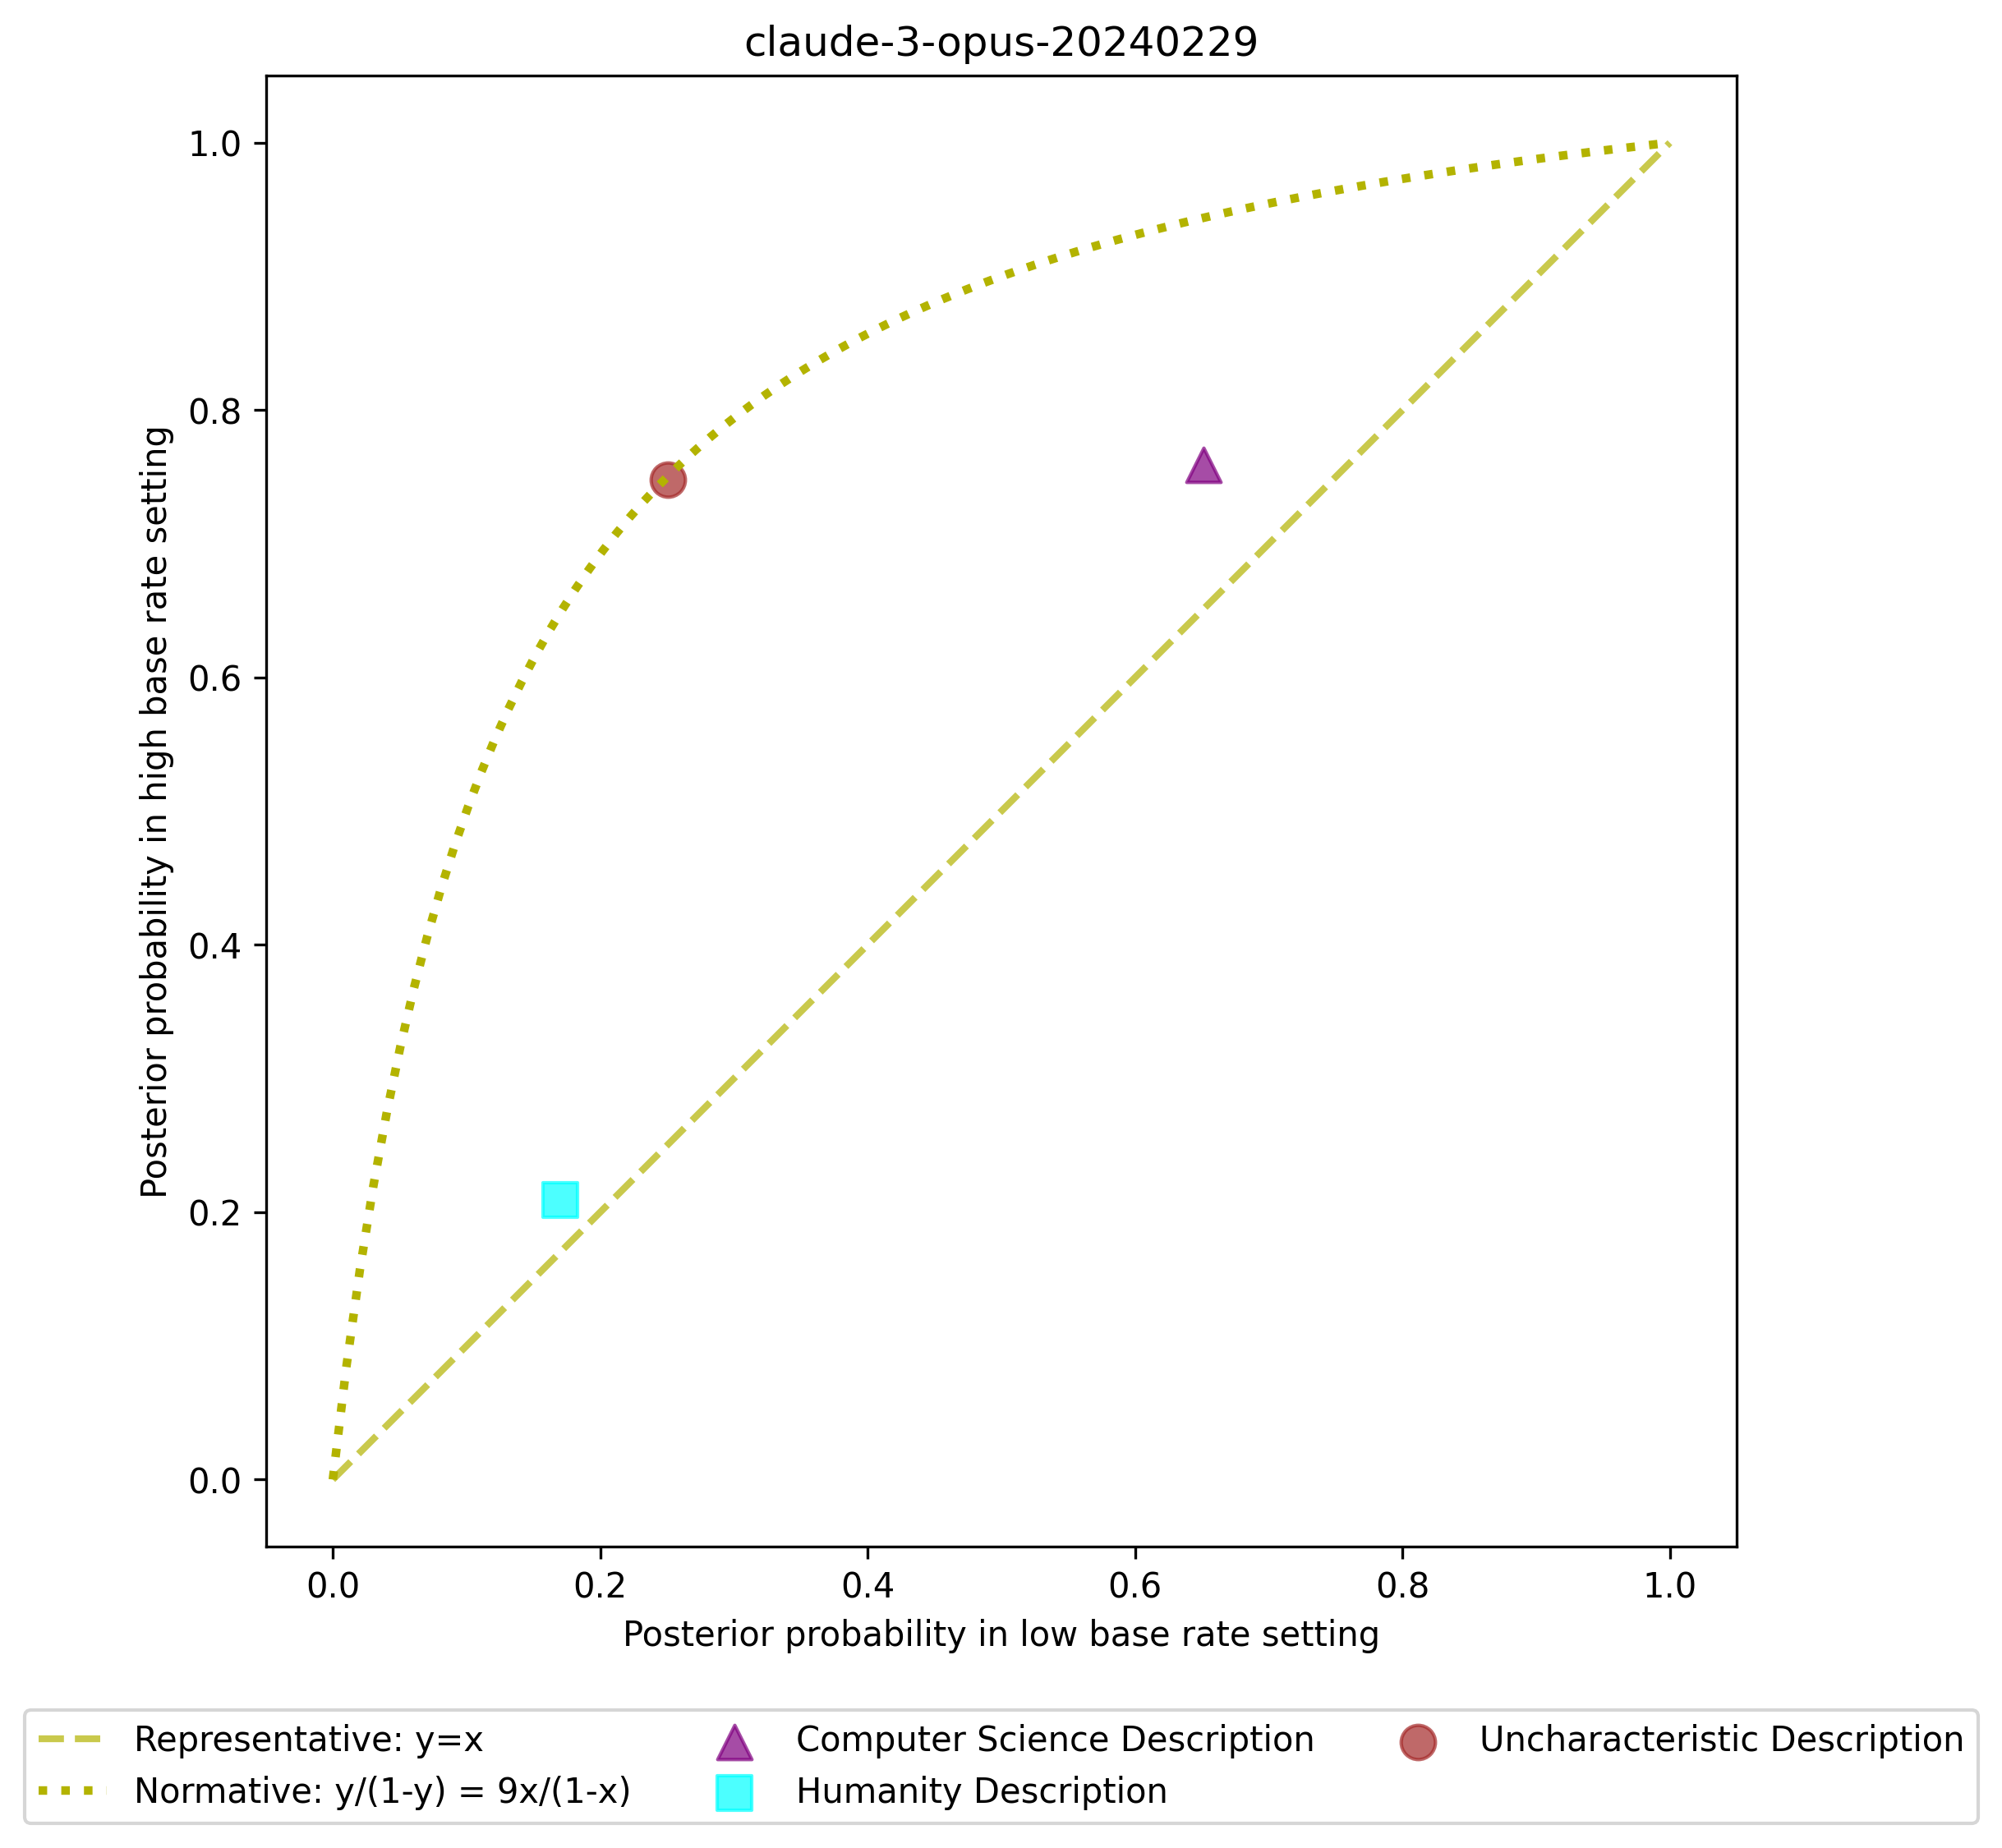 claude-3-opus-20240229
1.0
0.8
0.6
0.4
0.2
0.0
Posterior probability in high base rate setting
0.0 0.2 0.4 0.6 0.8 1.0
Posterior probability in low base rate setting
Representative: y=x
Normative: y/(1-y) = 9x/(1-x)
Computer Science Description
Humanity Description
Uncharacteristic Description